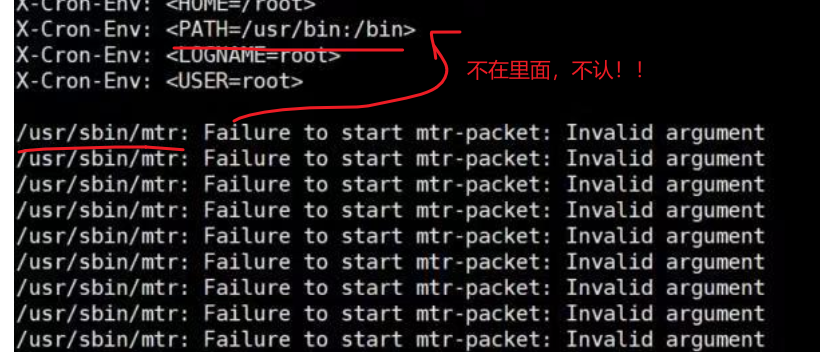 X-Cron-Env: <HOME=/root>
X-Cron-Env: <PATH=/usr/bin:/bin>
X-Cron-Env: <LOGNAME=root>
X-Cron-Env: <USER=root>
不在里面，不认！！
/usr/sbin/mtr: Failure to start mtr-packet: Invalid argument
/usr/sbin/mtr: Failure to start mtr-packet: Invalid argument
/usr/sbin/mtr: Failure to start mtr-packet: Invalid argument
/usr/sbin/mtr: Failure to start mtr-packet: Invalid argument
/usr/sbin/mtr: Failure to start mtr-packet: Invalid argument
/usr/sbin/mtr: Failure to start mtr-packet: Invalid argument
/usr/sbin/mtr: Failure to start mtr-packet: Invalid argument
/usr/sbin/mtr: Failure to start mtr-packet: Invalid argument
/usr/sbin/mtr: Failure to start mtr-packet: Invalid argument